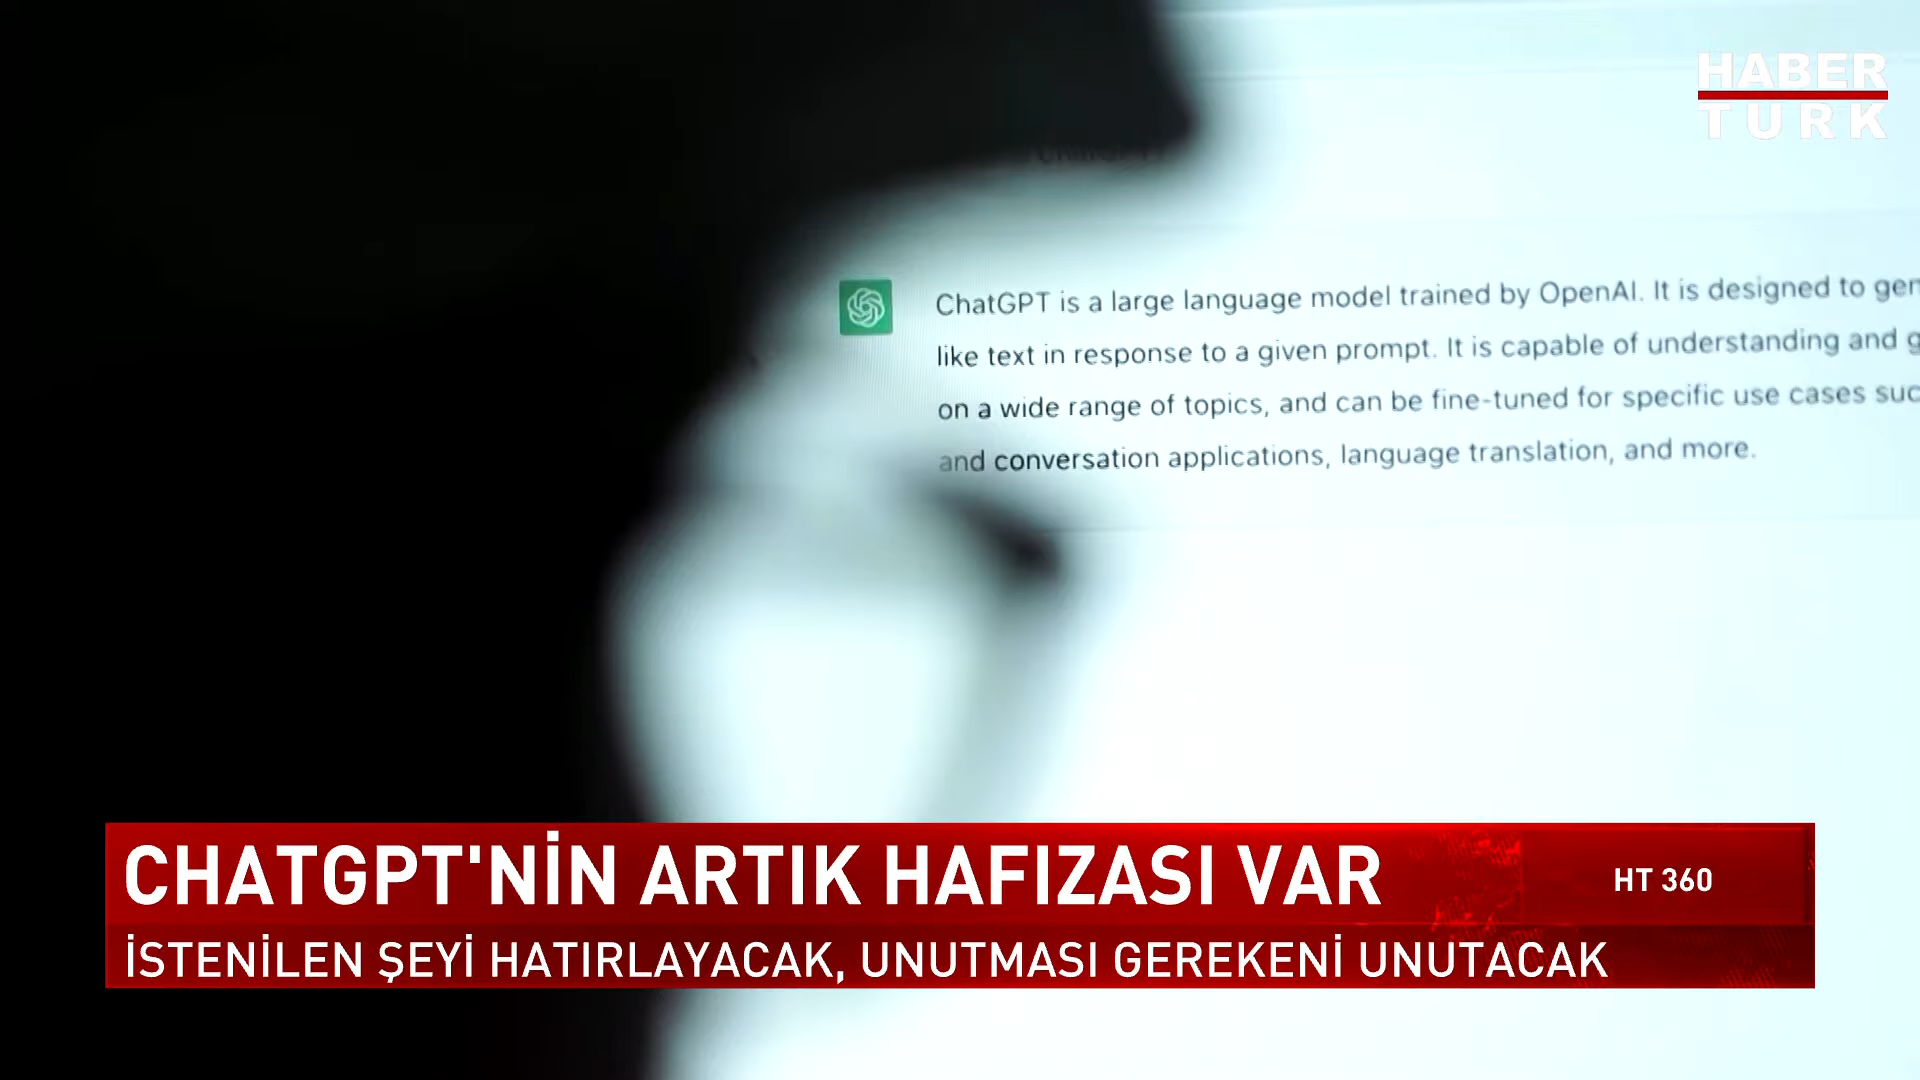 HABER
TURK
ChatGPT is a large language model trained by OpenAI. It is designed to gen
like text in response to a given prompt. It is capable of understanding and g
on a wide range of topics, and can be fine-tuned for specific use cases suc
and conversation applications, language translation, and more.
CHATGPT'NİN ARTIK HAFIZASI VAR
HT 360
İSTENİLEN ŞEYİ HATIRLAYACAK, UNUTMASI GEREKENİ UNUTACAK